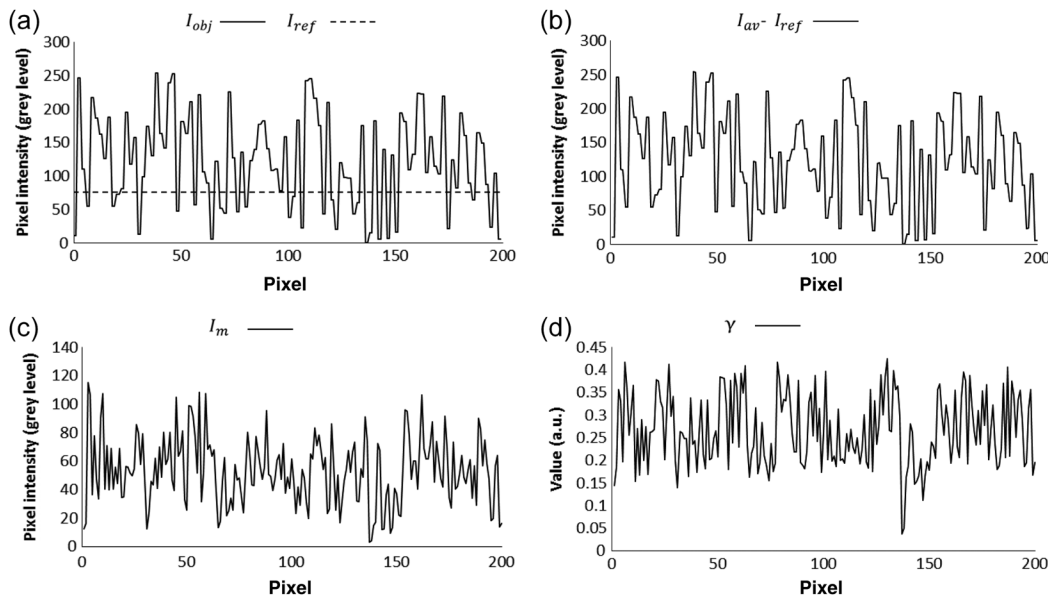 (a) I_obj I_ref
300
250
200
150
100
50
0
0 50 100 150 200
Pixel intensity (grey level)
Pixel
(b) I_av- I_ref
300
250
200
150
100
50
0
0 50 100 150 200
Pixel intensity (grey level)
Pixel
(c) I_m
140
120
100
80
60
40
20
0
0 50 100 150 200
Pixel intensity (grey level)
Pixel
(d) γ
0.45
0.4
0.35
0.3
0.25
0.2
0.15
0.1
0.05
0
0 50 100 150 200
Value (a.u.)
Pixel